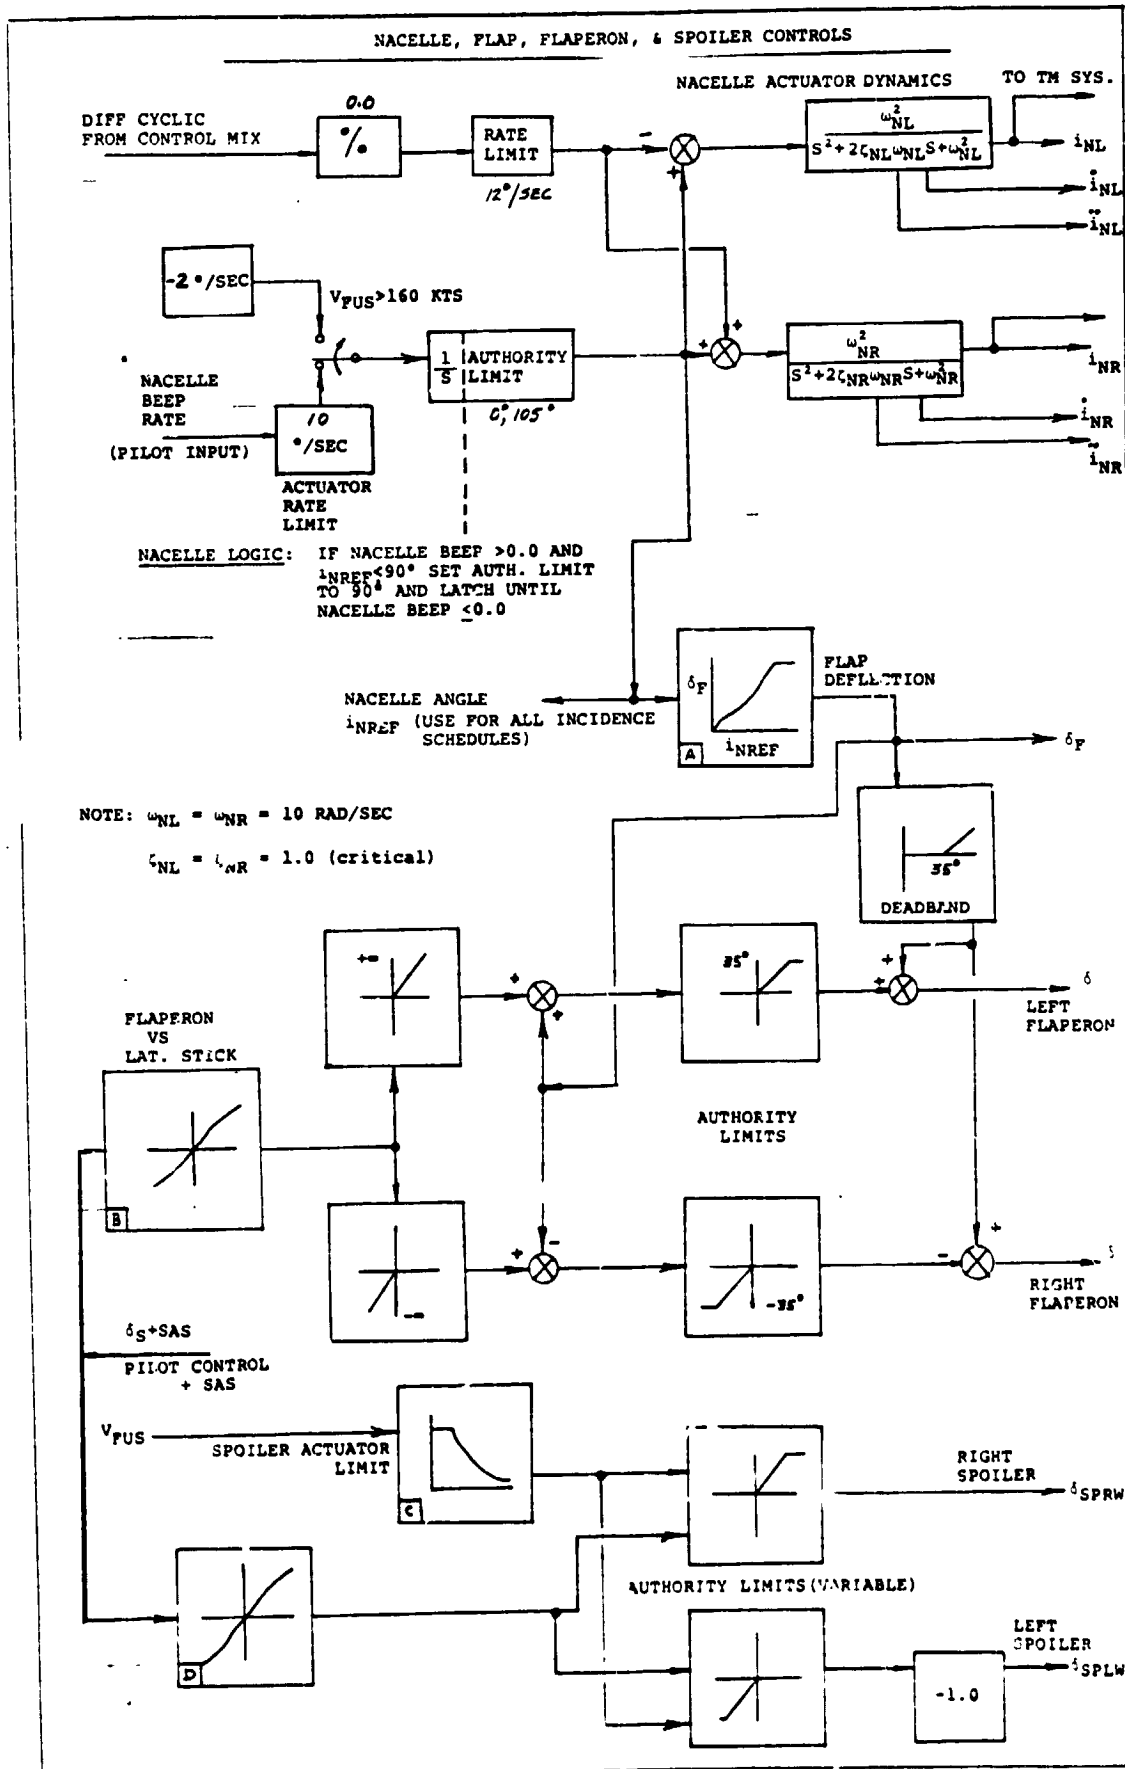 NACELLE, FLAP, FLAPERON, & SPOILER CONTROLS
NACELLE ACTUATOR DYNAMICS
TO TM SYS.
DIFF CYCLIC
FROM CONTROL MIX
0.0
°/°
RATE
LIMIT
12°/SEC
-
+
ω²NL
S²+2ζNLωNLS+ω²NL
iNL
i̇NL
ïNL
-2°/SEC
VFUS>160 KTS
NACELLE
BEEP
RATE
(PILOT INPUT)
10
°/SEC
ACTUATOR
RATE
LIMIT
1
S
AUTHORITY
LIMIT
0°, 105°
+
+
ω²NR
S²+2ζNRωNRS+ω²NR
iNR
i̇NR
ïNR
NACELLE LOGIC: IF NACELLE BEEP >0.0 AND
iNREF<90° SET AUTH. LIMIT
TO 90° AND LATCH UNTIL
NACELLE BEEP ≤0.0
NACELLE ANGLE
iNREF (USE FOR ALL INCIDENCE
SCHEDULES)
δF
iNREF
A
FLAP
DEFLECTION
δF
NOTE: ωNL = ωNR = 10 RAD/SEC
ζNL = ζNR = 1.0 (critical)
35°
DEADBAND
+∞
+
+
35°
+
+
δ
LEFT
FLAPERON
FLAPERON
VS
LAT. STICK
B
AUTHORITY
LIMITS
-∞
+
-
-35°
-
+
RIGHT
FLAPERON
δS+SAS
PILOT CONTROL
+ SAS
VFUS
SPOILER ACTUATOR
LIMIT
C
RIGHT
SPOILER
δSPRW
AUTHORITY LIMITS(VARIABLE)
D
LEFT
SPOILER
δSPLW
-1.0